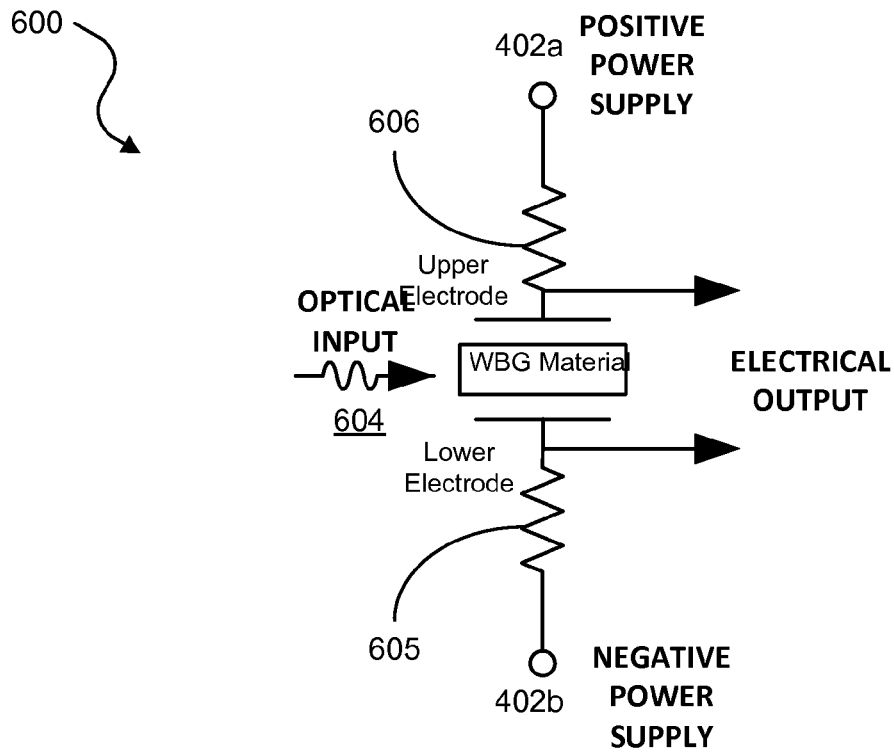 600
402a
POSITIVE
POWER
SUPPLY
606
Upper
Electrode
OPTICAL
INPUT
604
WBG Material
ELECTRICAL
OUTPUT
Lower
Electrode
605
402b
NEGATIVE
POWER
SUPPLY